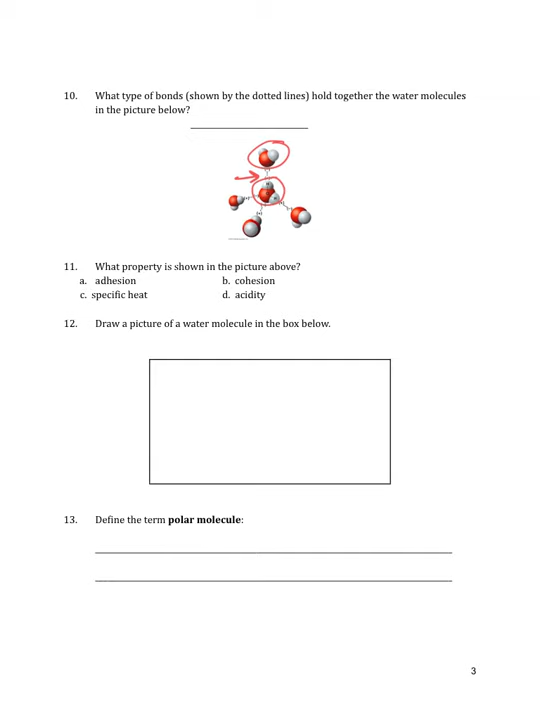 10. What type of bonds (shown by the dotted lines) hold together the water molecules
in the picture below?
11. What property is shown in the picture above?
a. adhesion b. cohesion
c. specific heat d. acidity
12. Draw a picture of a water molecule in the box below.
13. Define the term polar molecule:
3